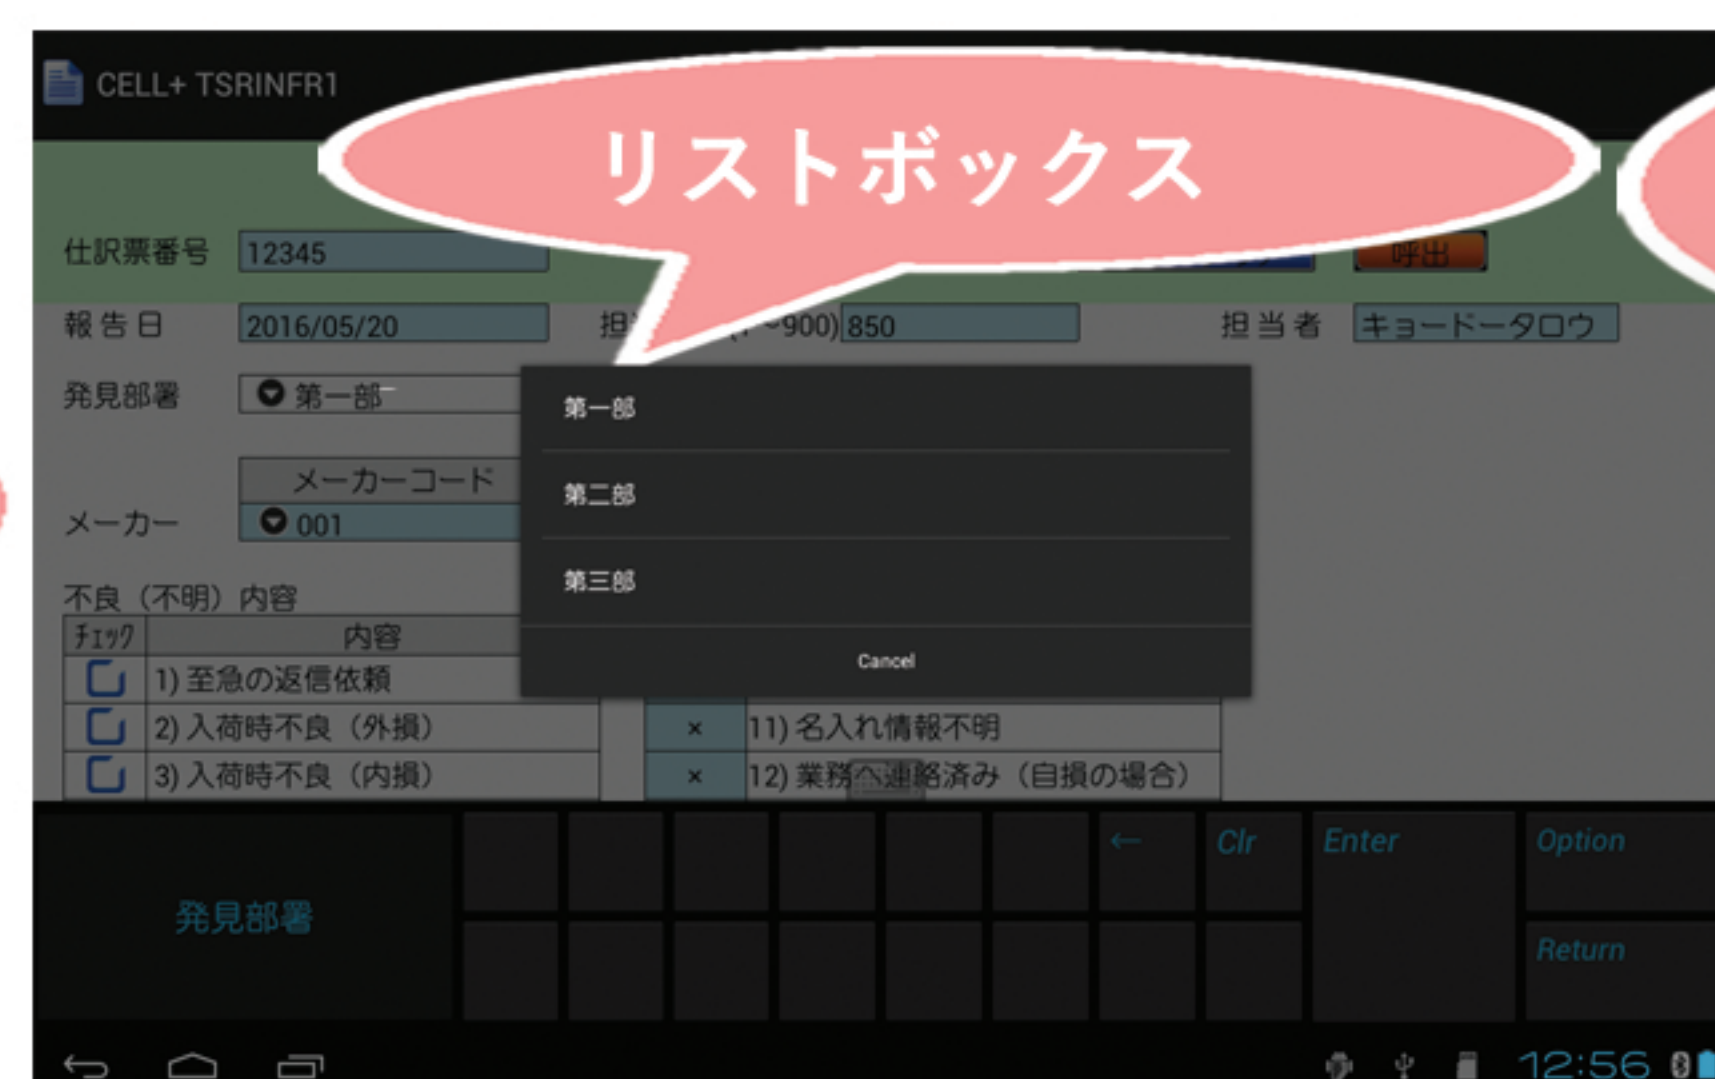 CELL+ TSRINFR1
リストボックス
仕訳票番号 12345 呼出
報告日 2016/05/20 ~900) 850 担当者 キョードータロウ
発見部署 第一部
第一部
第二部
第三部
Cancel
メーカーコード
メーカー 001
不良（不明）内容
チェック 内容
1) 至急の返信依頼
2) 入荷時不良（外損） × 11) 名入れ情報不明
3) 入荷時不良（内損） × 12) 業務へ連絡済み（自損の場合）
← Clr Enter Option
発見部署
Return
12:56